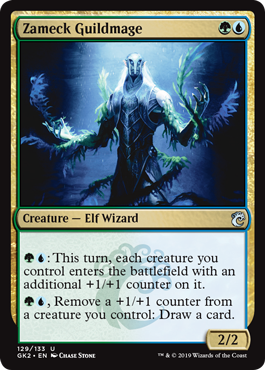 Zameck Guildmage
Creature — Elf Wizard
: This turn, each creature you
control enters the battlefield with an
additional +1/+1 counter on it.
, Remove a +1/+1 counter from
a creature you control: Draw a card.
2/2
129/133 U
GK2 • EN CHASE STONE
™ & © 2019 Wizards of the Coast